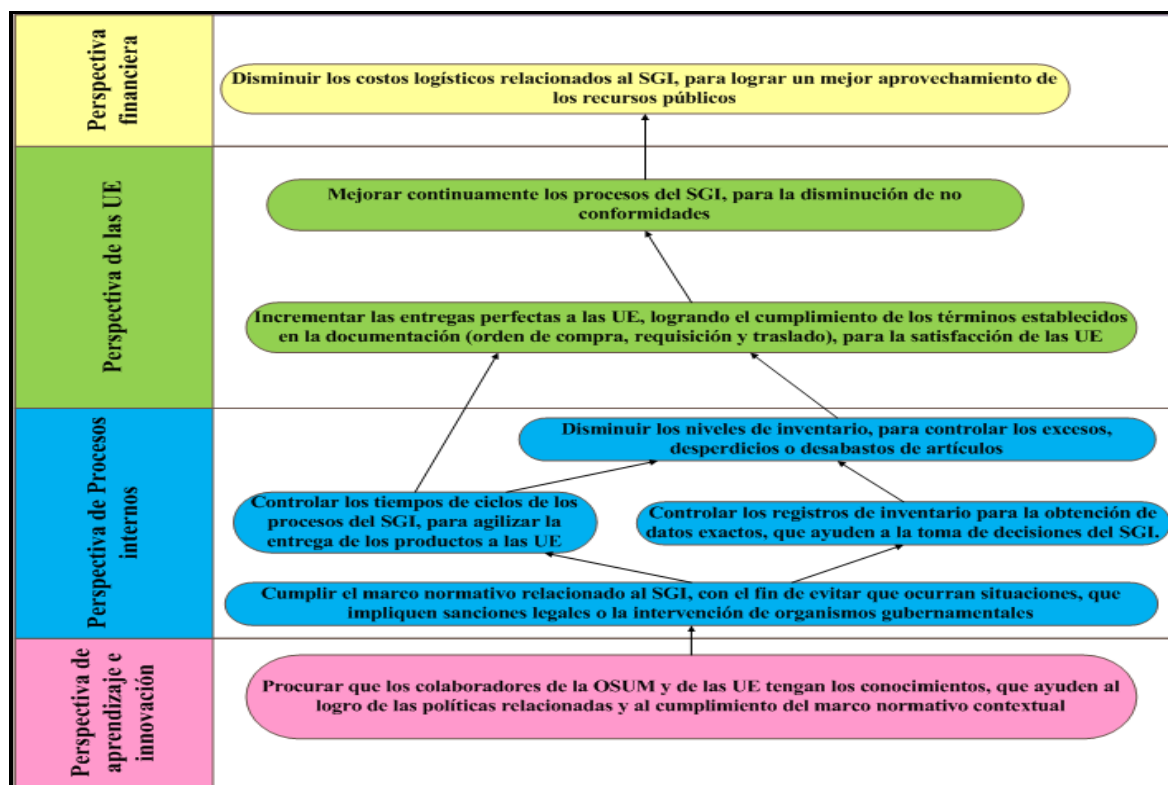 Perspectiva
financiera
Disminuir los costos logísticos relacionados al SGI, para lograr un mejor aprovechamiento de
los recursos públicos
Perspectiva de las UE
Mejorar continuamente los procesos del SGI, para la disminución de no
conformidades
Incrementar las entregas perfectas a las UE, logrando el cumplimiento de los términos establecidos
en la documentación (orden de compra, requisición y traslado), para la satisfacción de las UE
Perspectiva de Procesos
internos
Disminuir los niveles de inventario, para controlar los excesos,
desperdicios o desabastos de artículos
Controlar los tiempos de ciclos de los
procesos del SGI, para agilizar la
entrega de los productos a las UE
Controlar los registros de inventario para la obtención de
datos exactos, que ayuden a la toma de decisiones del SGI.
Cumplir el marco normativo relacionado al SGI, con el fin de evitar que ocurran situaciones, que
impliquen sanciones legales o la intervención de organismos gubernamentales
Perspectiva de
aprendizaje e
innovación
Procurar que los colaboradores de la OSUM y de las UE tengan los conocimientos, que ayuden al
logro de las políticas relacionadas y al cumplimiento del marco normativo contextual